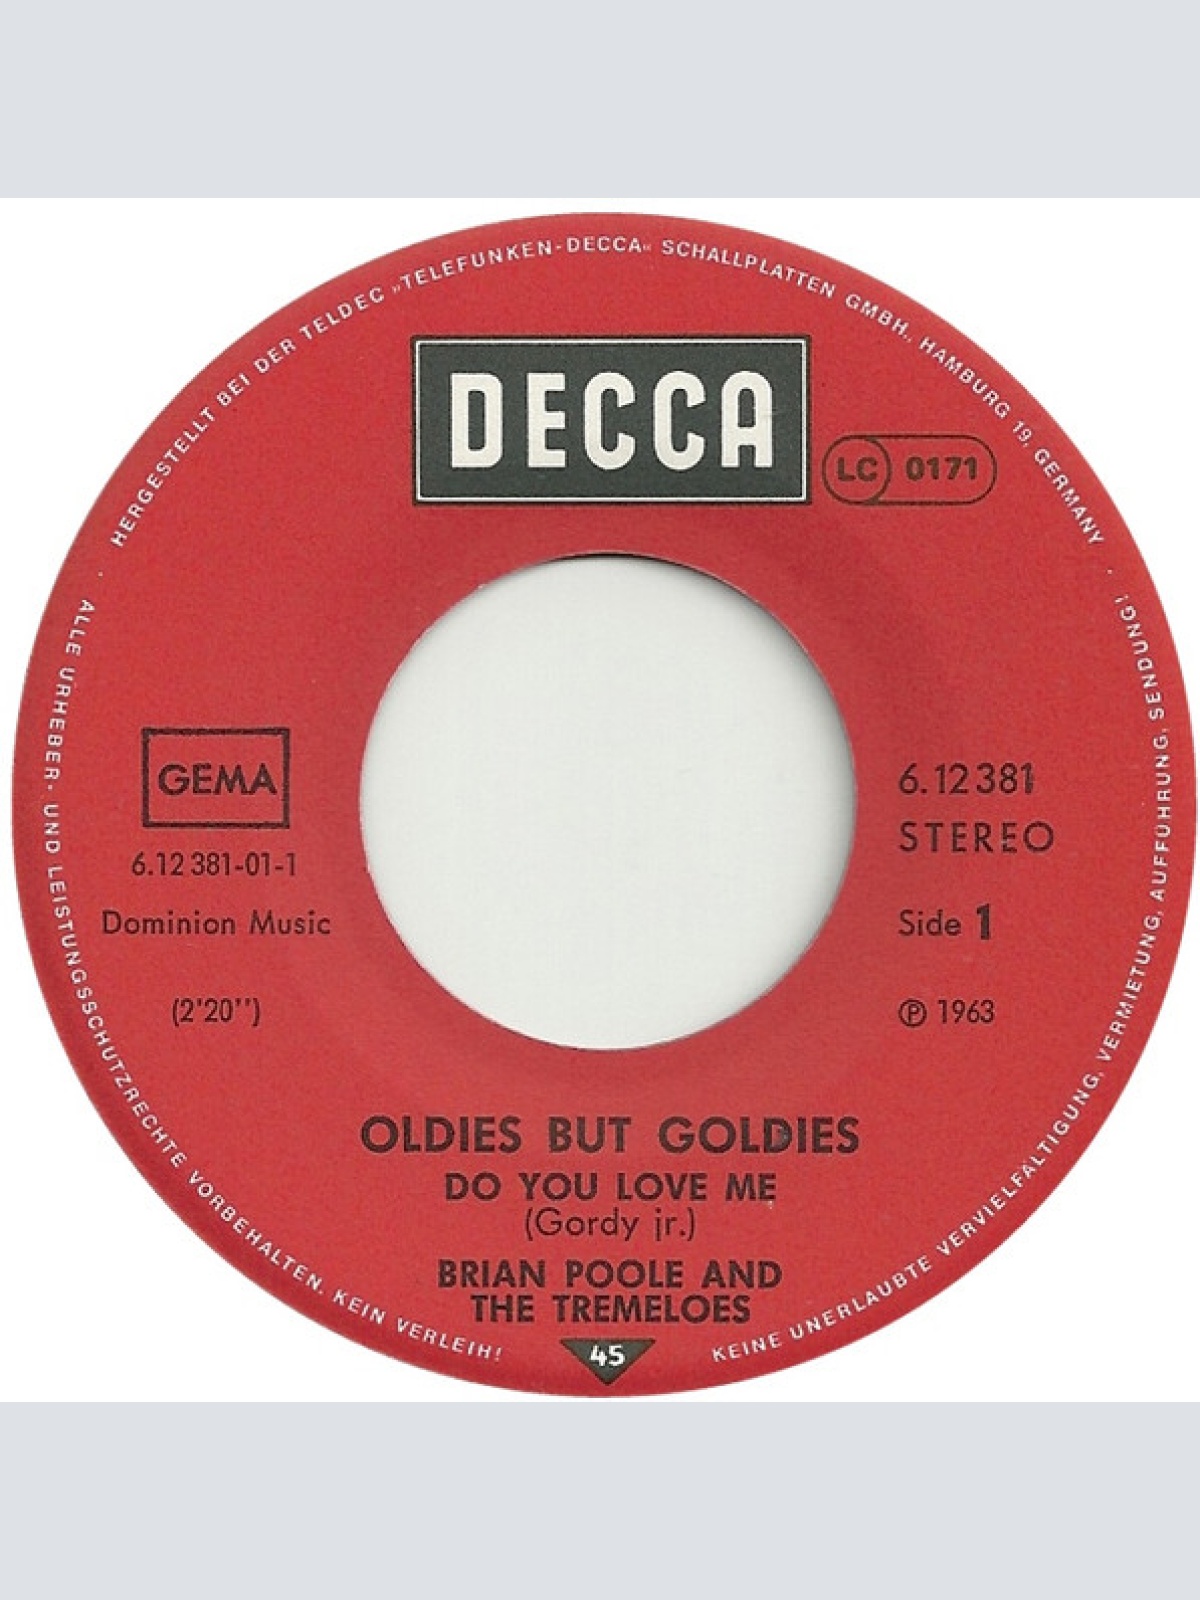 HERGESTELLT BEI DER TELDEC »TELEFUNKEN-DECCA« SCHALLPLATTEN GMBH., HAMBURG 19, GERMANY ·
DECCA
LC 0171
GEMA
6.12 381-01-1
Dominion Music
(2'20'')
6.12381
STEREO
Side 1
℗ 1963
OLDIES BUT GOLDIES
DO YOU LOVE ME
(Gordy jr.)
BRIAN POOLE AND
THE TREMELOES
45
· ALLE URHEBER- UND LEISTUNGSSCHUTZRECHTE VORBEHALTEN. KEIN VERLEIH!
KEINE UNERLAUBTE VERVIELFÄLTIGUNG, VERMIETUNG, AUFFÜHRUNG, SENDUNG!